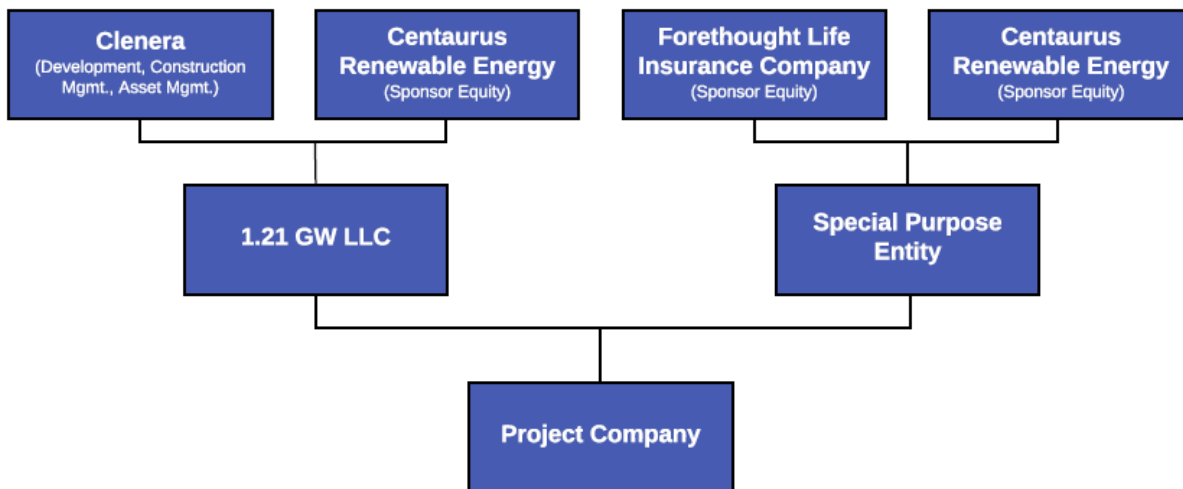 Clenera
(Development, Construction
Mgmt., Asset Mgmt.)
Centaurus
Renewable Energy
(Sponsor Equity)
Forethought Life
Insurance Company
(Sponsor Equity)
Centaurus
Renewable Energy
(Sponsor Equity)
1.21 GW LLC
Special Purpose
Entity
Project Company